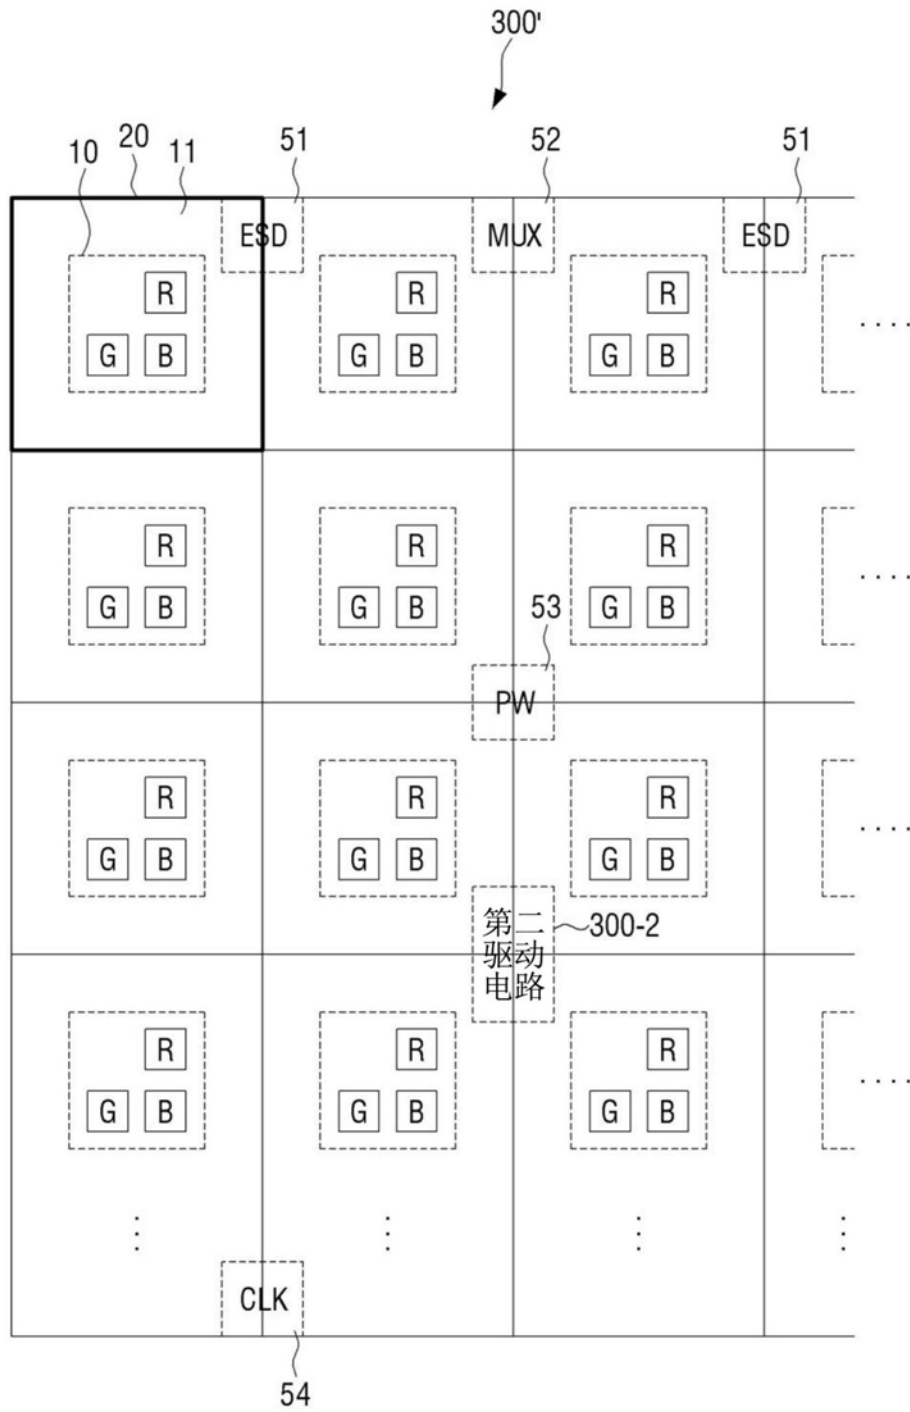 300'
10 20 11 51 52 51
ESD MUX ESD
R R R
G B G B G B
....
R R R
G B G B G B
....
53
PW
R R R
G B G B G B
....
第二
驱动
电路
300-2
R R R
G B G B G B
....
CLK
54